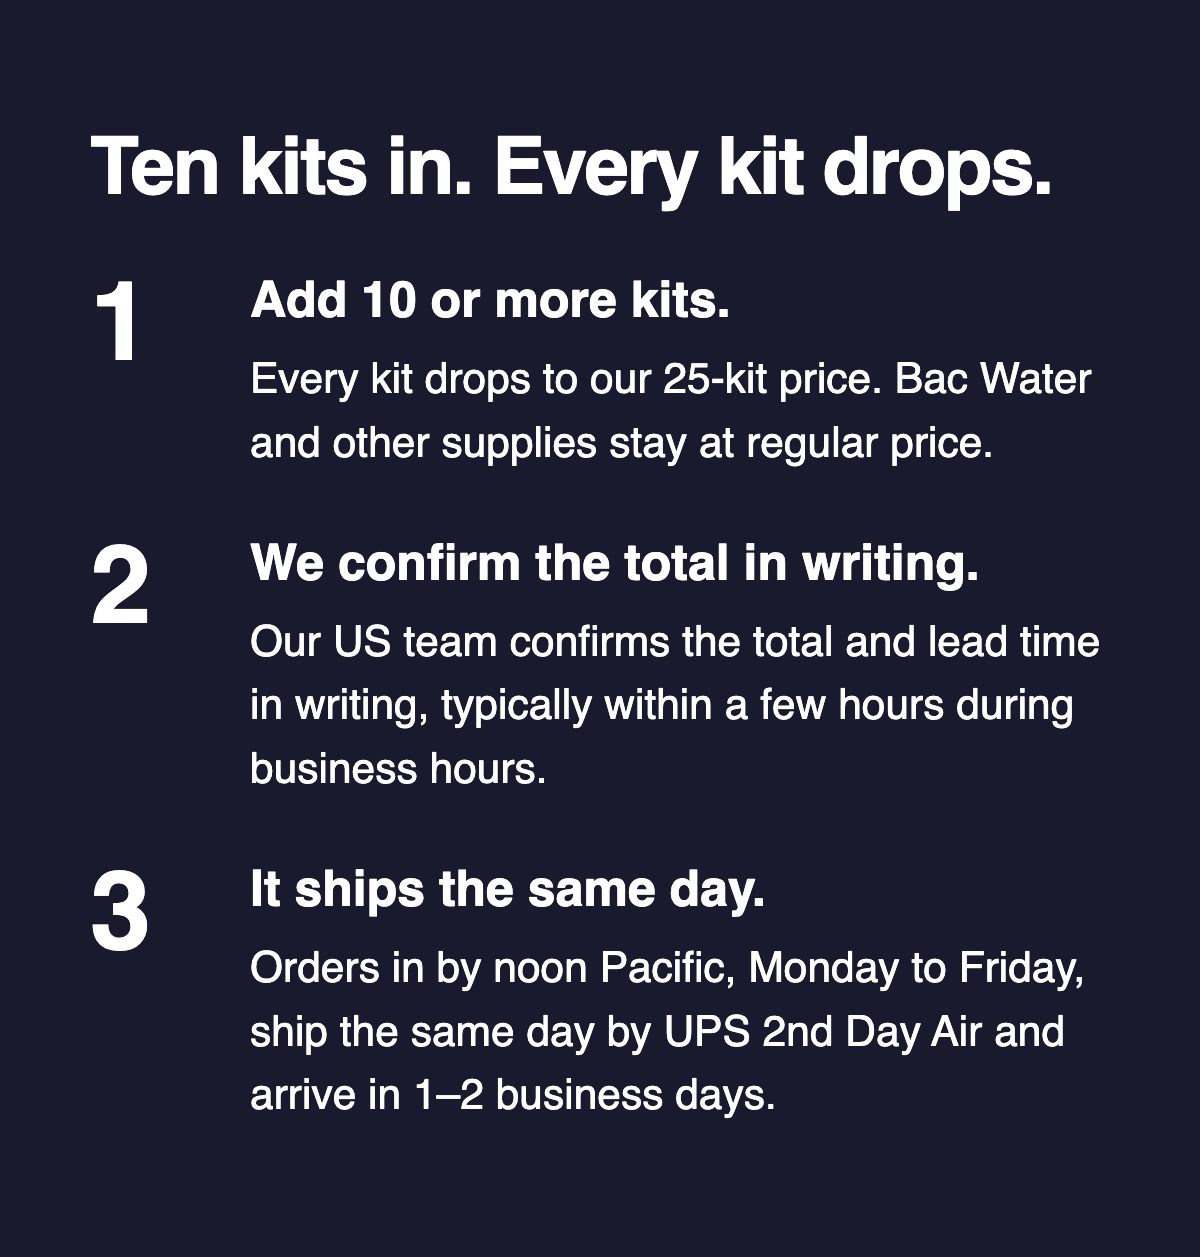 Ten kits in. Every kit drops.
1
Add 10 or more kits.
Every kit drops to our 25-kit price. Bac Water
and other supplies stay at regular price.
2
We confirm the total in writing.
Our US team confirms the total and lead time
in writing, typically within a few hours during
business hours.
3
It ships the same day.
Orders in by noon Pacific, Monday to Friday,
ship the same day by UPS 2nd Day Air and
arrive in 1–2 business days.